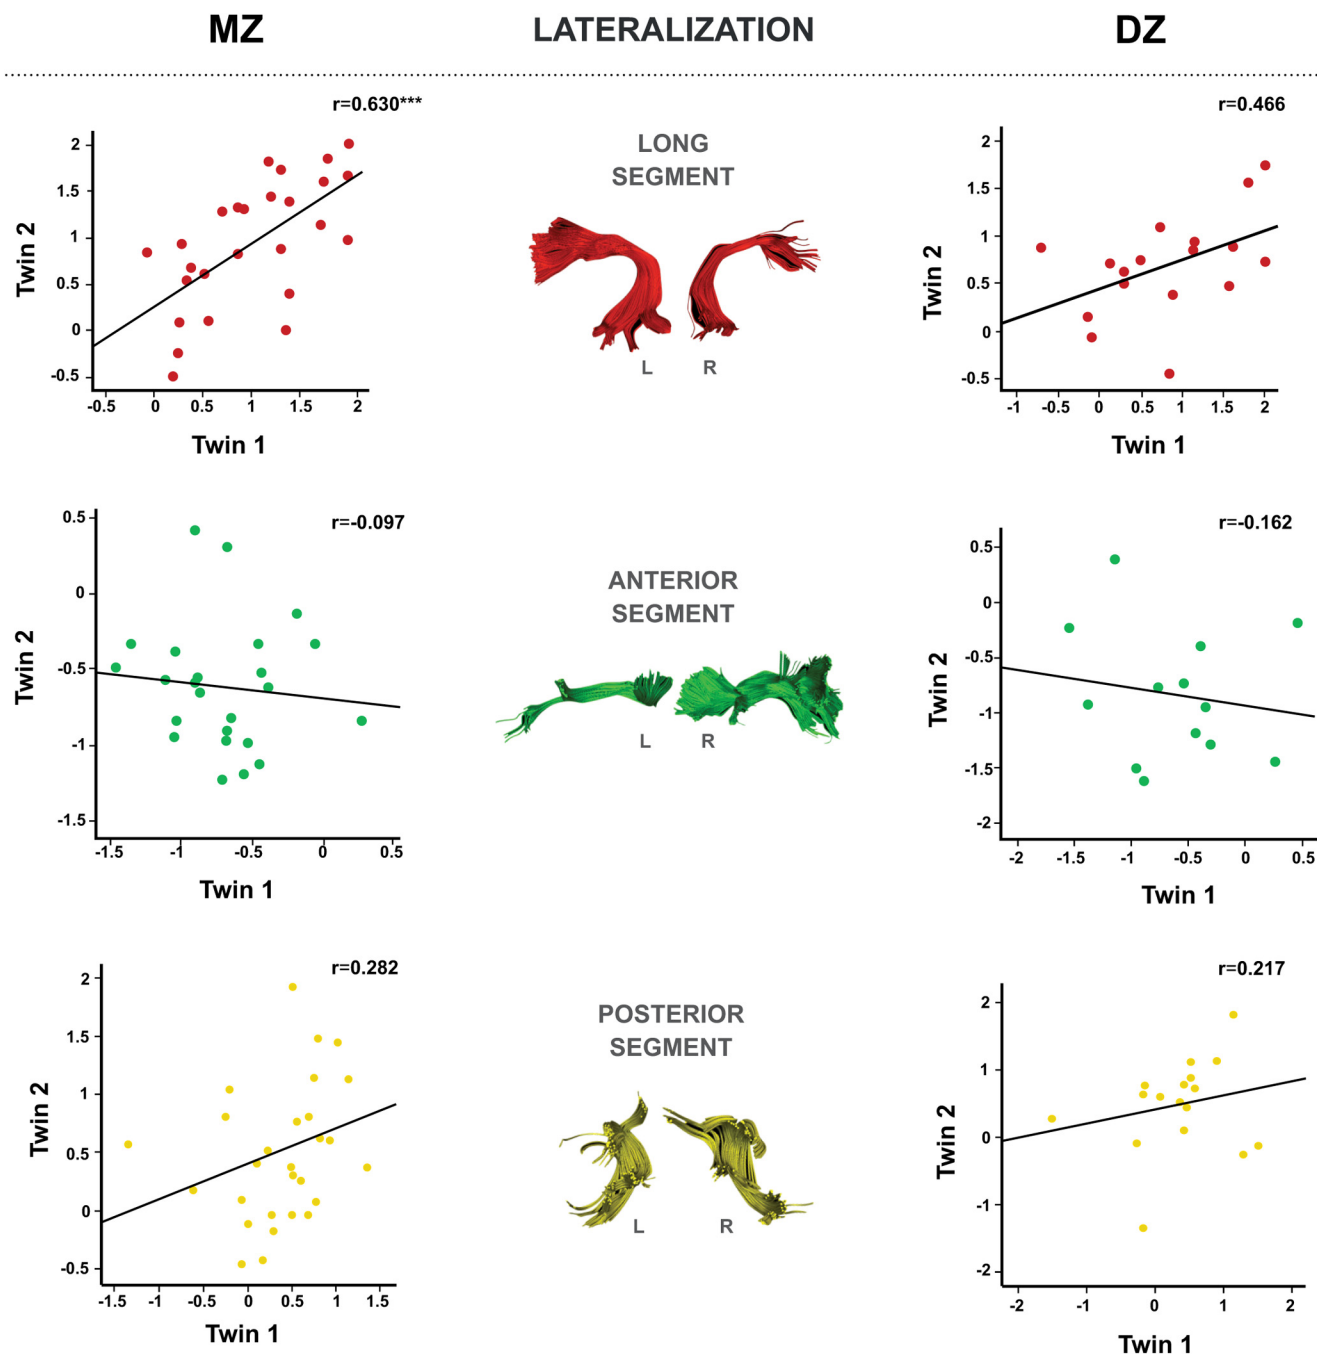 MZ LATERALIZATION DZ
r=0.630***
2
1.5
1
0.5
0
-0.5
Twin 2
-0.5 0 0.5 1 1.5 2
Twin 1
LONG
SEGMENT
L R
r=0.466
2
1.5
1
0.5
0
-0.5
Twin 2
-1 -0.5 0 0.5 1 1.5 2
Twin 1
r=-0.097
0.5
0
-0.5
-1
-1.5
Twin 2
-1.5 -1 -0.5 0 0.5
Twin 1
ANTERIOR
SEGMENT
L R
r=-0.162
0.5
0
-0.5
-1
-1.5
-2
Twin 2
-2 -1.5 -1 -0.5 0 0.5
Twin 1
r=0.282
2
1.5
1
0.5
0
-0.5
Twin 2
-1.5 -1 -0.5 0 0.5 1 1.5
Twin 1
POSTERIOR
SEGMENT
L R
r=0.217
2
1
0
-1
-2
Twin 2
-2 -1 0 1 2
Twin 1